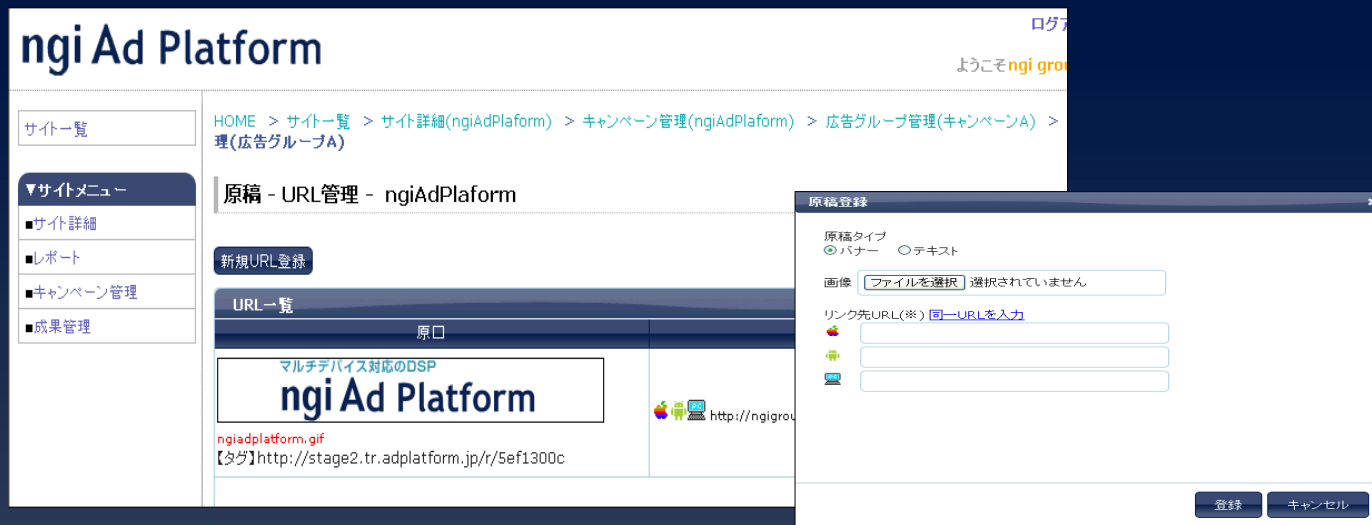 ngi Ad Platform
ログア
ようこそngi grou
サイト一覧
▼サイトメニュー
■サイト詳細
■レポート
■キャンペーン管理
■成果管理
HOME > サイト一覧 > サイト詳細(ngiAdPlaform) > キャンペーン管理(ngiAdPlaform) > 広告グループ管理(キャンペーンA) >
理(広告グループA)
原稿 - URL管理 - ngiAdPlaform
新規URL登録
URL一覧
原口
マルチデバイス対応のDSP
ngi Ad Platform
ngiadplatform.gif
【タグ】http://stage2.tr.adplatform.jp/r/5ef1300c
http://ngigrou
原稿登録
原稿タイプ
バナー テキスト
画像 ファイルを選択 選択されていません
リンク先URL(※) 同一URLを入力
登録 キャンセル